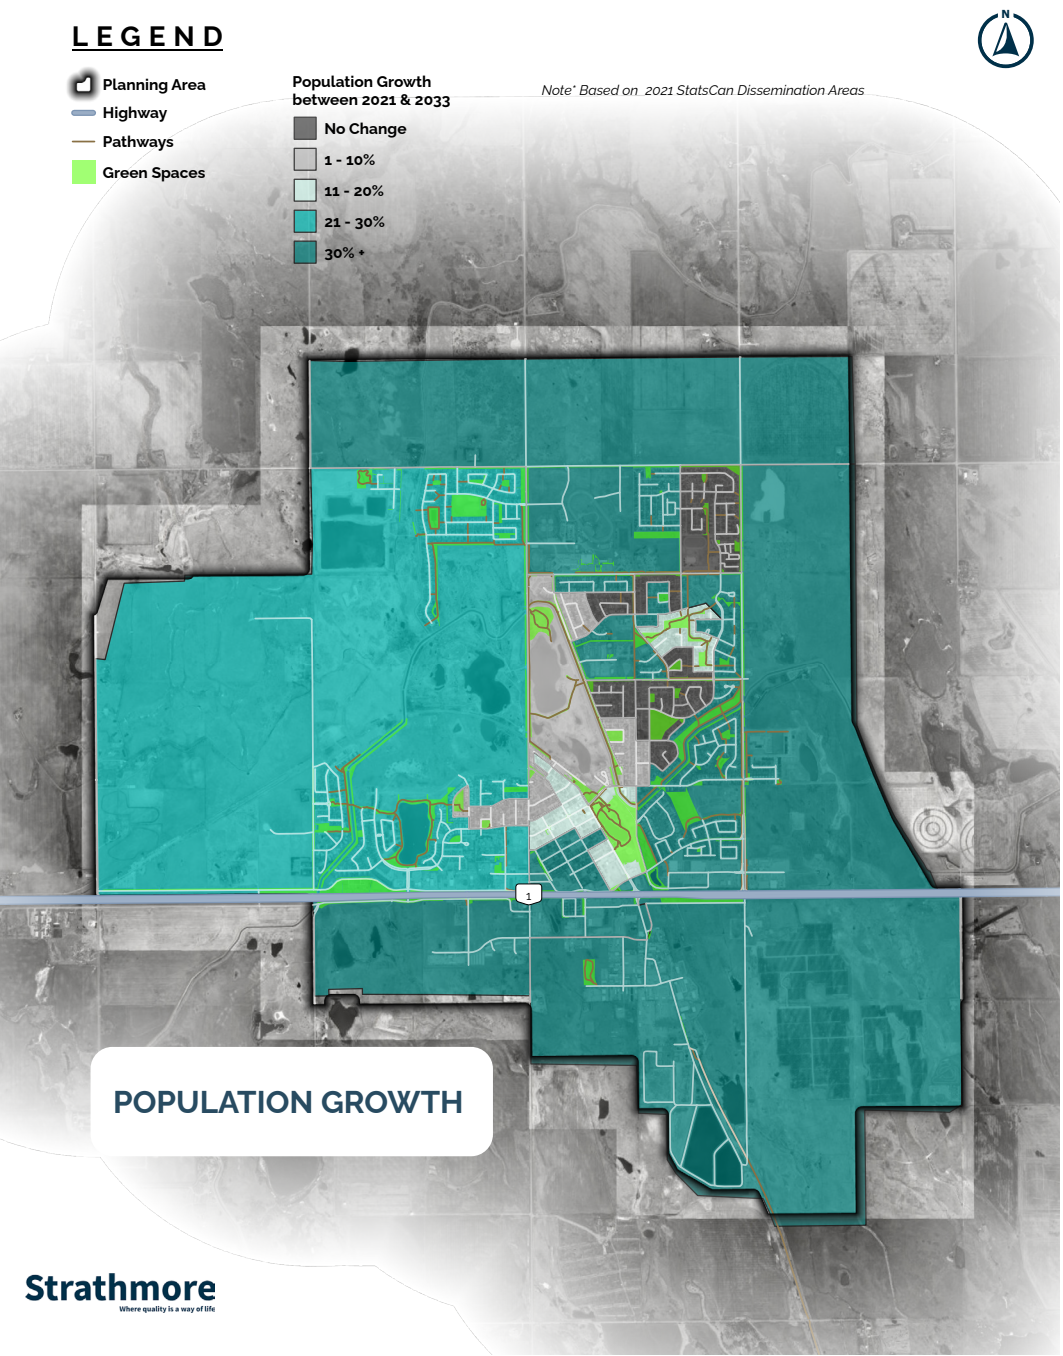 LEGEND
Planning Area
Highway
Pathways
Green Spaces
Population Growth
between 2021 & 2033
No Change
1 - 10%
11 - 20%
21 - 30%
30% +
Note* Based on 2021 StatsCan Dissemination Areas
N
1
POPULATION GROWTH
Strathmore
Where quality is a way of life